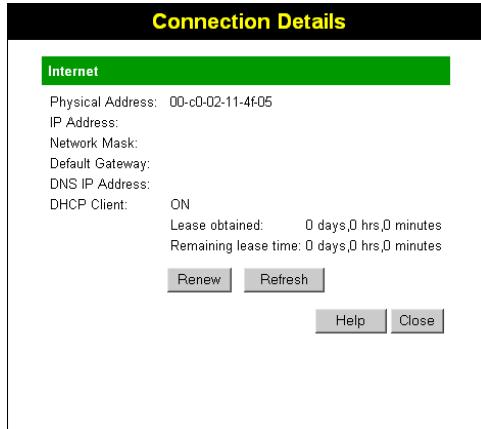 Connection Details
Internet
Physical Address: 00-c0-02-11-4f-05
IP Address:
Network Mask:
Default Gateway:
DNS IP Address:
DHCP Client: ON
Lease obtained: 0 days,0 hrs,0 minutes
Remaining lease time: 0 days,0 hrs,0 minutes
Renew Refresh
Help Close